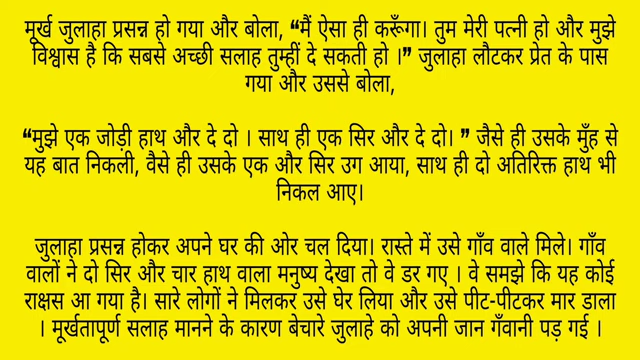 मूर्ख जुलाहा प्रसन्न हो गया और बोला, ❝मैं ऐसा ही करूँगा। तुम मेरी पत्नी हो और मुझे
विश्वास है कि सबसे अच्छी सलाह तुम्हीं दे सकती हो ।❞ जुलाहा लौटकर प्रेत के पास
गया और उससे बोला,
❝मुझे एक जोड़ी हाथ और दे दो । साथ ही एक सिर और दे दो। ❞ जैसे ही उसके मुँह से
यह बात निकली, वैसे ही उसके एक और सिर उग आया, साथ ही दो अतिरिक्त हाथ भी
निकल आए।
जुलाहा प्रसन्न होकर अपने घर की ओर चल दिया। रास्ते में उसे गाँव वाले मिले। गाँव
वालों ने दो सिर और चार हाथ वाला मनुष्य देखा तो वे डर गए । वे समझे कि यह कोई
राक्षस आ गया है। सारे लोगों ने मिलकर उसे घेर लिया और उसे पीट-पीटकर मार डाला
। मूर्खतापूर्ण सलाह मानने के कारण बेचारे जुलाहे को अपनी जान गँवानी पड़ गई ।